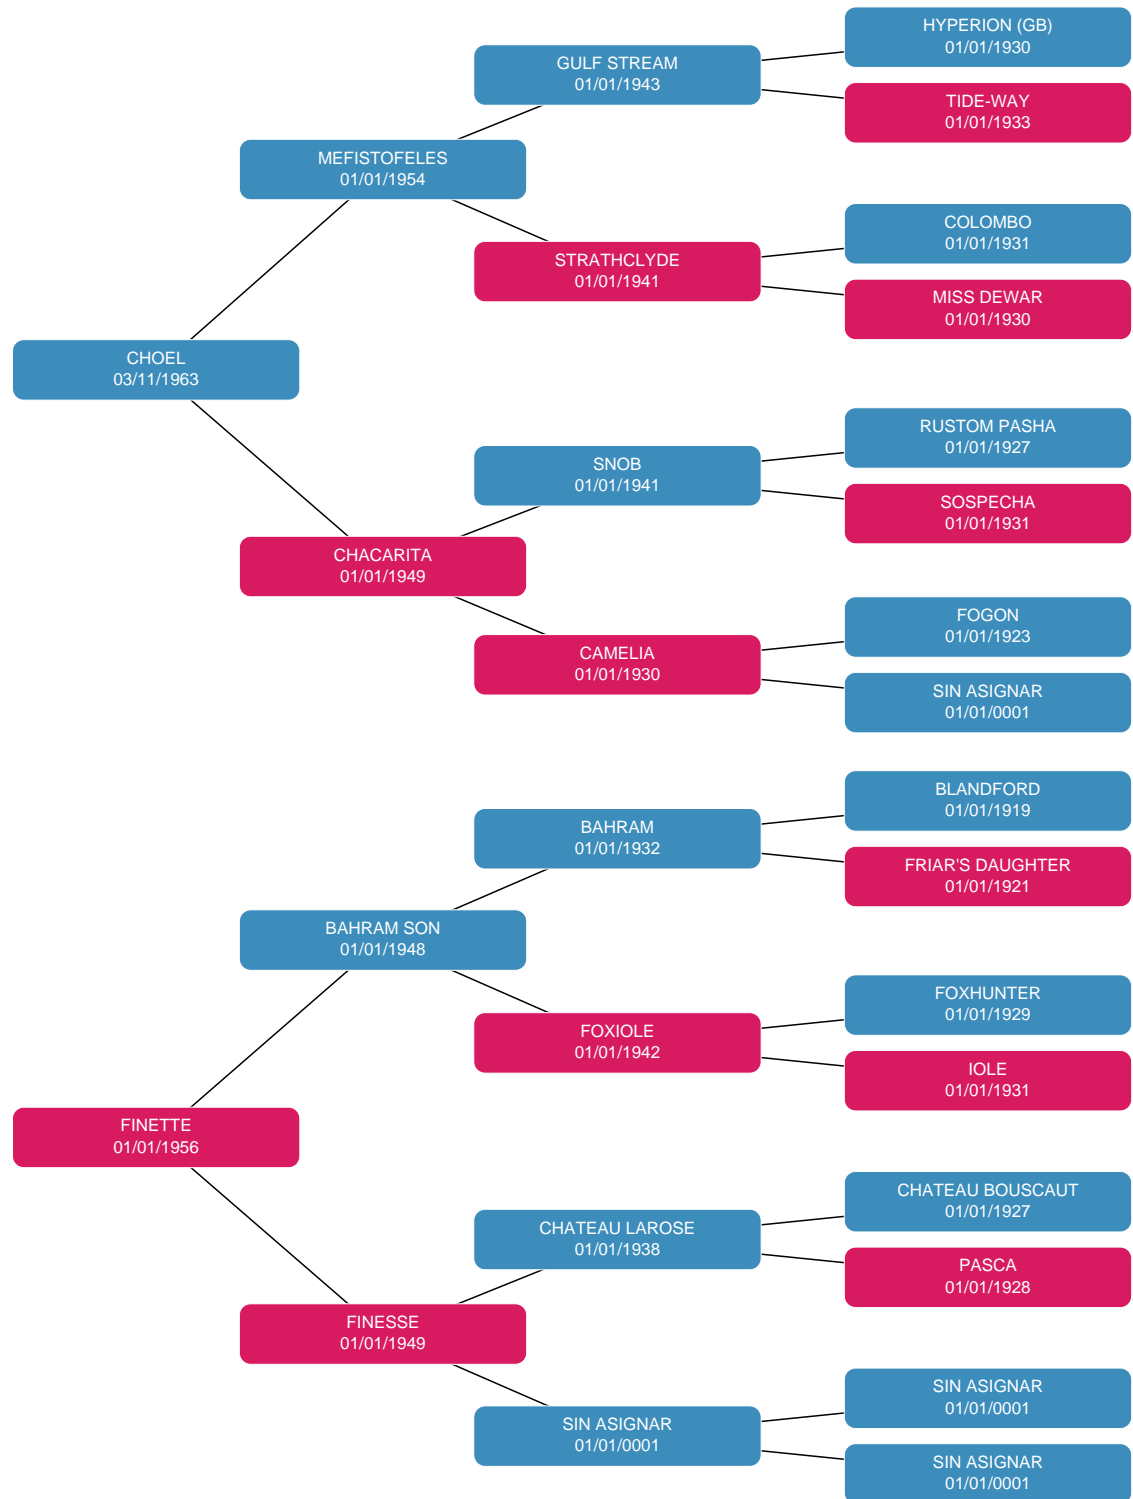 HYPERION (GB)
01/01/1930
GULF STREAM
01/01/1943
TIDE-WAY
01/01/1933
MEFISTOFELES
01/01/1954
COLOMBO
01/01/1931
STRATHCLYDE
01/01/1941
MISS DEWAR
01/01/1930
CHOEL
03/11/1963
RUSTOM PASHA
01/01/1927
SNOB
01/01/1941
SOSPECHA
01/01/1931
CHACARITA
01/01/1949
FOGON
01/01/1923
CAMELIA
01/01/1930
SIN ASIGNAR
01/01/0001
BLANDFORD
01/01/1919
BAHRAM
01/01/1932
FRIAR'S DAUGHTER
01/01/1921
BAHRAM SON
01/01/1948
FOXHUNTER
01/01/1929
FOXIOLE
01/01/1942
IOLE
01/01/1931
FINETTE
01/01/1956
CHATEAU BOUSCAUT
01/01/1927
CHATEAU LAROSE
01/01/1938
PASCA
01/01/1928
FINESSE
01/01/1949
SIN ASIGNAR
01/01/0001
SIN ASIGNAR
01/01/0001
SIN ASIGNAR
01/01/0001